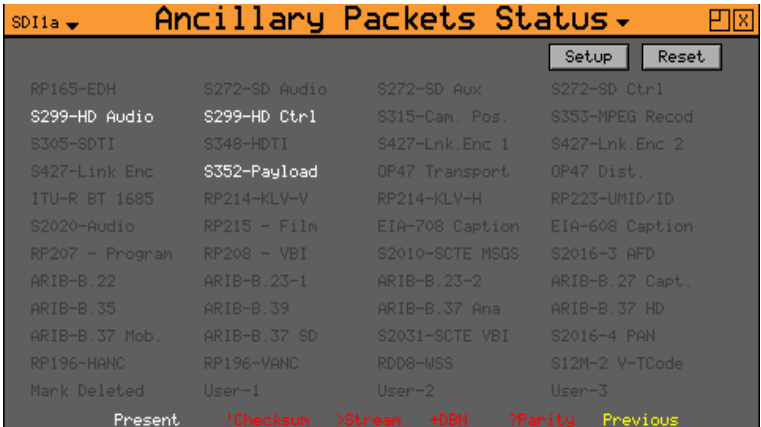 SDI1a Ancillary Packets Status
Setup Reset
RP165-EDH S272-SD Audio S272-SD Aux S272-SD Ctrl
S299-HD Audio S299-HD Ctrl S315-Cam. Pos. S353-MPEG Recod
S305-SDTI S348-HDTI S427-Lnk.Enc 1 S427-Lnk.Enc 2
S427-Link Enc S352-Payload OP47 Transport OP47 Dist.
ITU-R BT 1685 RP214-KLV-V RP214-KLV-H RP223-UMID/ID
S2020-Audio RP215 - Film EIA-708 Caption EIA-608 Caption
RP207 - Program RP208 - VBI S2010-SCTE MSGS S2016-3 AFD
ARIB-B.22 ARIB-B.23-1 ARIB-B.23-2 ARIB-B.27 Capt.
ARIB-B.35 ARIB-B.39 ARIB-B.37 Ana ARIB-B.37 HD
ARIB-B.37 Mob. ARIB-B.37 SD S2031-SCTE VBI S2016-4 PAN
RP196-HANC RP196-VANC RDD8-WSS S12M-2 V-TCode
Mark Deleted User-1 User-2 User-3
Present !Checksum >Stream +DBN ?Parity Previous